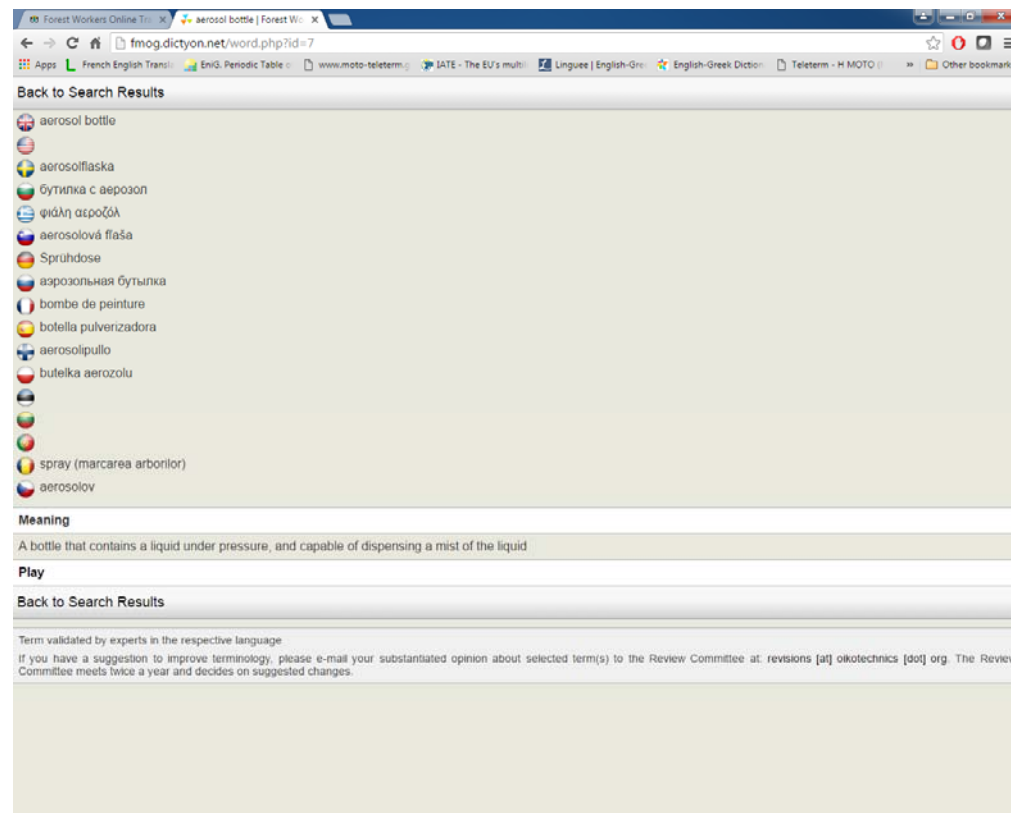 Forest Workers Online Tra
aerosol bottle | Forest Wo
fmog.dictyon.net/word.php?id=7
Apps French English Transla EniG. Periodic Table o www.moto-teleterm.g IATE - The EU's multil Linguee | English-Gre English-Greek Diction Teleterm - H MOTO » Other bookmark
Back to Search Results
aerosol bottle
aerosolflaska
бутилка с аерозол
φιάλη αεροζόλ
aerosolová fľaša
Sprühdose
аэрозольная бутылка
bombe de peinture
botella pulverizadora
aerosolipullo
butelka aerozolu
spray (marcarea arborilor)
aerosolov
Meaning
A bottle that contains a liquid under pressure, and capable of dispensing a mist of the liquid
Play
Back to Search Results
Term validated by experts in the respective language
If you have a suggestion to improve terminology, please e-mail your substantiated opinion about selected term(s) to the Review Committee at: revisions [at] oikotechnics [dot] org. The Review
Committee meets twice a year and decides on suggested changes.